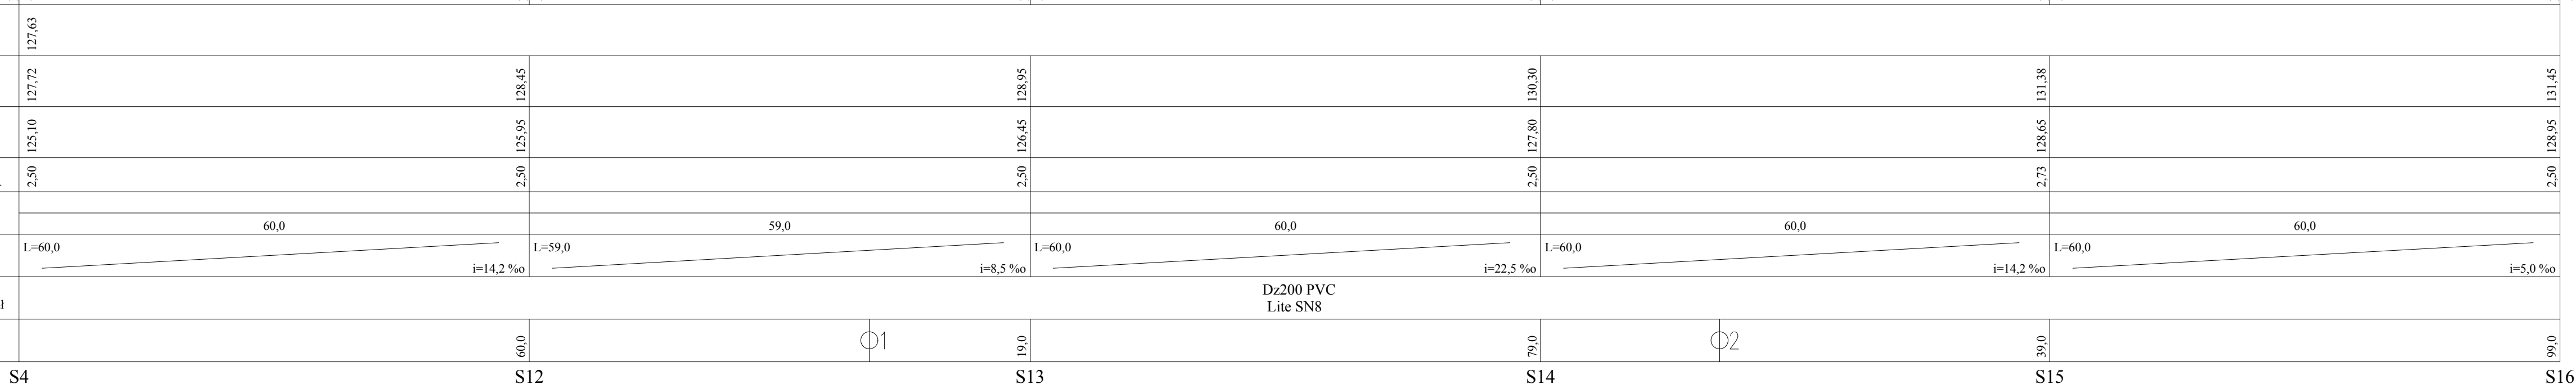 127,63
127,72 128,45 128,95 130,30 131,38 131,45
125,10 125,95 126,45 127,80 128,65 128,95
2,50 2,50 2,50 2,50 2,73 2,50
60,0 59,0 60,0 60,0 60,0
L=60,0 L=59,0 L=60,0 L=60,0 L=60,0
i=14,2 %o i=8,5 %o i=22,5 %o i=14,2 %o i=5,0 %o
Dz200 PVC
Lite SN8
ł
60,0 1 19,0 79,0 2 39,0 99,0
S4 S12 S13 S14 S15 S16